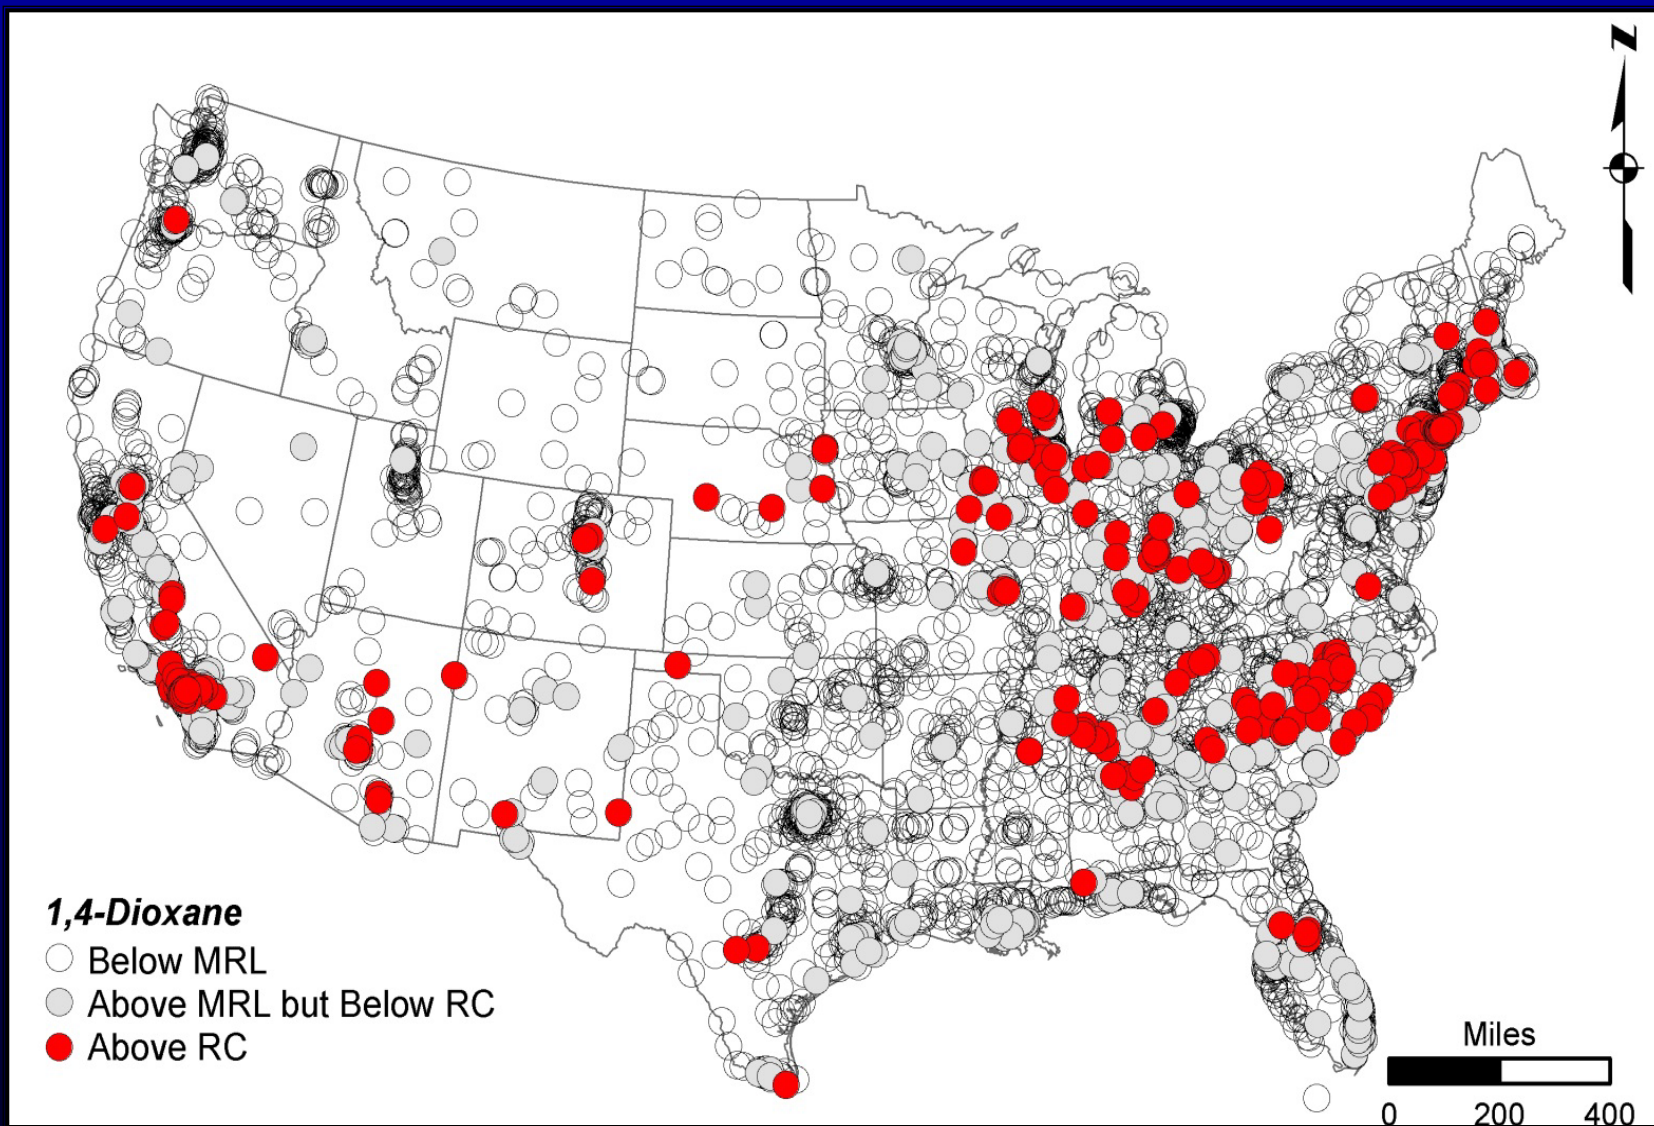 N
1,4-Dioxane
Below MRL
Above MRL but Below RC
Above RC
Miles
0 200 400